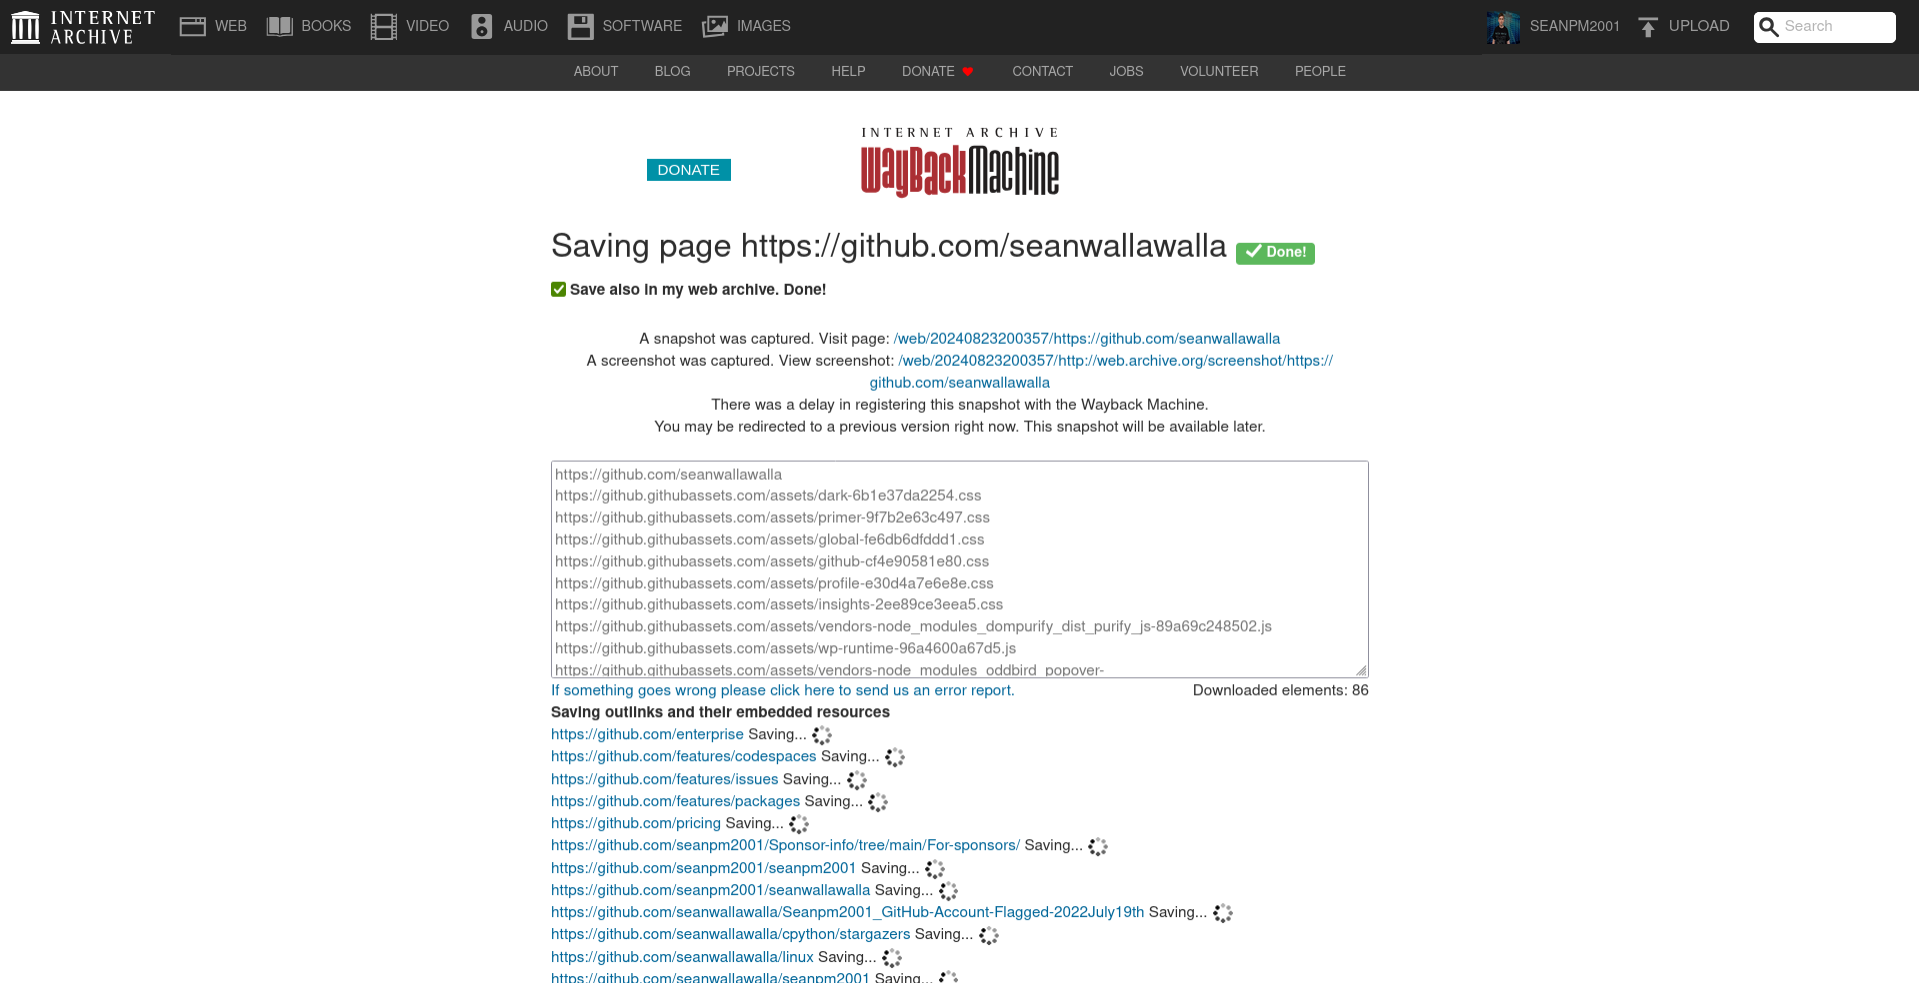 INTERNET ARCHIVE
WEB BOOKS VIDEO AUDIO SOFTWARE IMAGES SEANPM2001 UPLOAD Search
ABOUT BLOG PROJECTS HELP DONATE CONTACT JOBS VOLUNTEER PEOPLE
INTERNET ARCHIVE
WayBackMachine
DONATE
Saving page https://github.com/seanwallawalla Done!
Save also in my web archive. Done!
A snapshot was captured. Visit page: /web/20240823200357/https://github.com/seanwallawalla
A screenshot was captured. View screenshot: /web/20240823200357/http://web.archive.org/screenshot/https://
github.com/seanwallawalla
There was a delay in registering this snapshot with the Wayback Machine.
You may be redirected to a previous version right now. This snapshot will be available later.
https://github.com/seanwallawalla
https://github.githubassets.com/assets/dark-6b1e37da2254.css
https://github.githubassets.com/assets/primer-9f7b2e63c497.css
https://github.githubassets.com/assets/global-fe6db6dfddd1.css
https://github.githubassets.com/assets/github-cf4e90581e80.css
https://github.githubassets.com/assets/profile-e30d4a7e6e8e.css
https://github.githubassets.com/assets/insights-2ee89ce3eea5.css
https://github.githubassets.com/assets/vendors-node_modules_dompurify_dist_purify_js-89a69c248502.js
https://github.githubassets.com/assets/wp-runtime-96a4600a67d5.js
https://github.githubassets.com/assets/vendors-node_modules_oddbird_popover-
If something goes wrong please click here to send us an error report. Downloaded elements: 86
Saving outlinks and their embedded resources
https://github.com/enterprise Saving...
https://github.com/features/codespaces Saving...
https://github.com/features/issues Saving...
https://github.com/features/packages Saving...
https://github.com/pricing Saving...
https://github.com/seanpm2001/Sponsor-info/tree/main/For-sponsors/ Saving...
https://github.com/seanpm2001/seanpm2001 Saving...
https://github.com/seanpm2001/seanwallawalla Saving...
https://github.com/seanwallawalla/Seanpm2001_GitHub-Account-Flagged-2022July19th Saving...
https://github.com/seanwallawalla/cpython/stargazers Saving...
https://github.com/seanwallawalla/linux Saving...
https://github.com/seanwallawalla/seanpm2001 Saving...